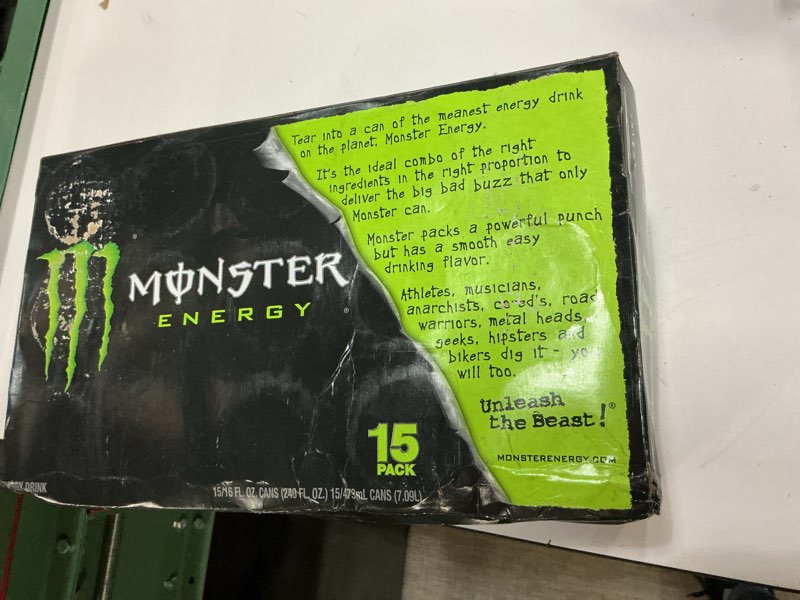 Tear into a can of the meanest energy drink
on the planet, Monster Energy.
It's the ideal combo of the right
ingredients in the right proportion to
deliver the big bad buzz that only
Monster can.
Monster packs a powerful punch
but has a smooth easy
drinking flavor.
Athletes, musicians,
anarchists, co-ed's, road
warriors, metal heads,
geeks, hipsters and
bikers dig it - yo
will too.
Unleash
the Beast!®
MONSTERENERGY.COM
MONSTER
ENERGY®
15
PACK
DRINK
15/16 FL. OZ. CANS (240 FL. OZ.) 15/473mL CANS (7.09L)